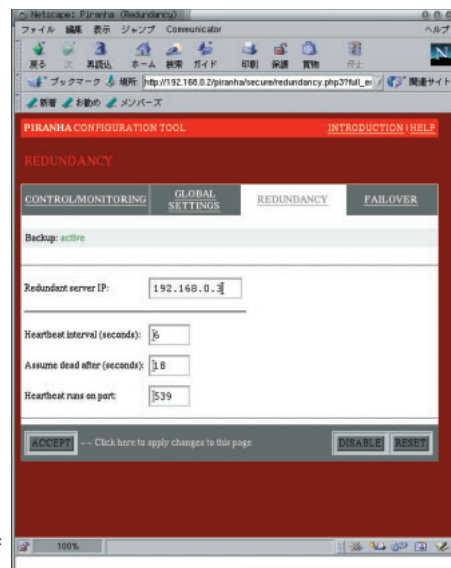 Netscape: Piranha (Redundancy)
ファイル 編集 表示 ジャンプ Communicator ヘルプ
戻る 次 再読込 ホーム 検索 ガイド 印刷 保護 買物 停止
ブックマーク 場所: http://192.168.0.2/piranha/secure/redundancy.php3?full_e 関連サイト
新着 お勧め メンバーズ
PIRANHA CONFIGURATION TOOL INTRODUCTION | HELP
REDUNDANCY
CONTROL/MONITORING GLOBAL SETTINGS REDUNDANCY FAILOVER
Backup: active
Redundant server IP: 192.168.0.3
Heartbeat interval (seconds): 6
Assume dead after (seconds): 18
Heartbeat runs on port: 539
ACCEPT -- Click here to apply changes to this page DISABLE RESET
100%